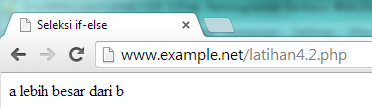 Seleksi if-else
www.example.net/latihan4.2.php
a lebih besar dari b